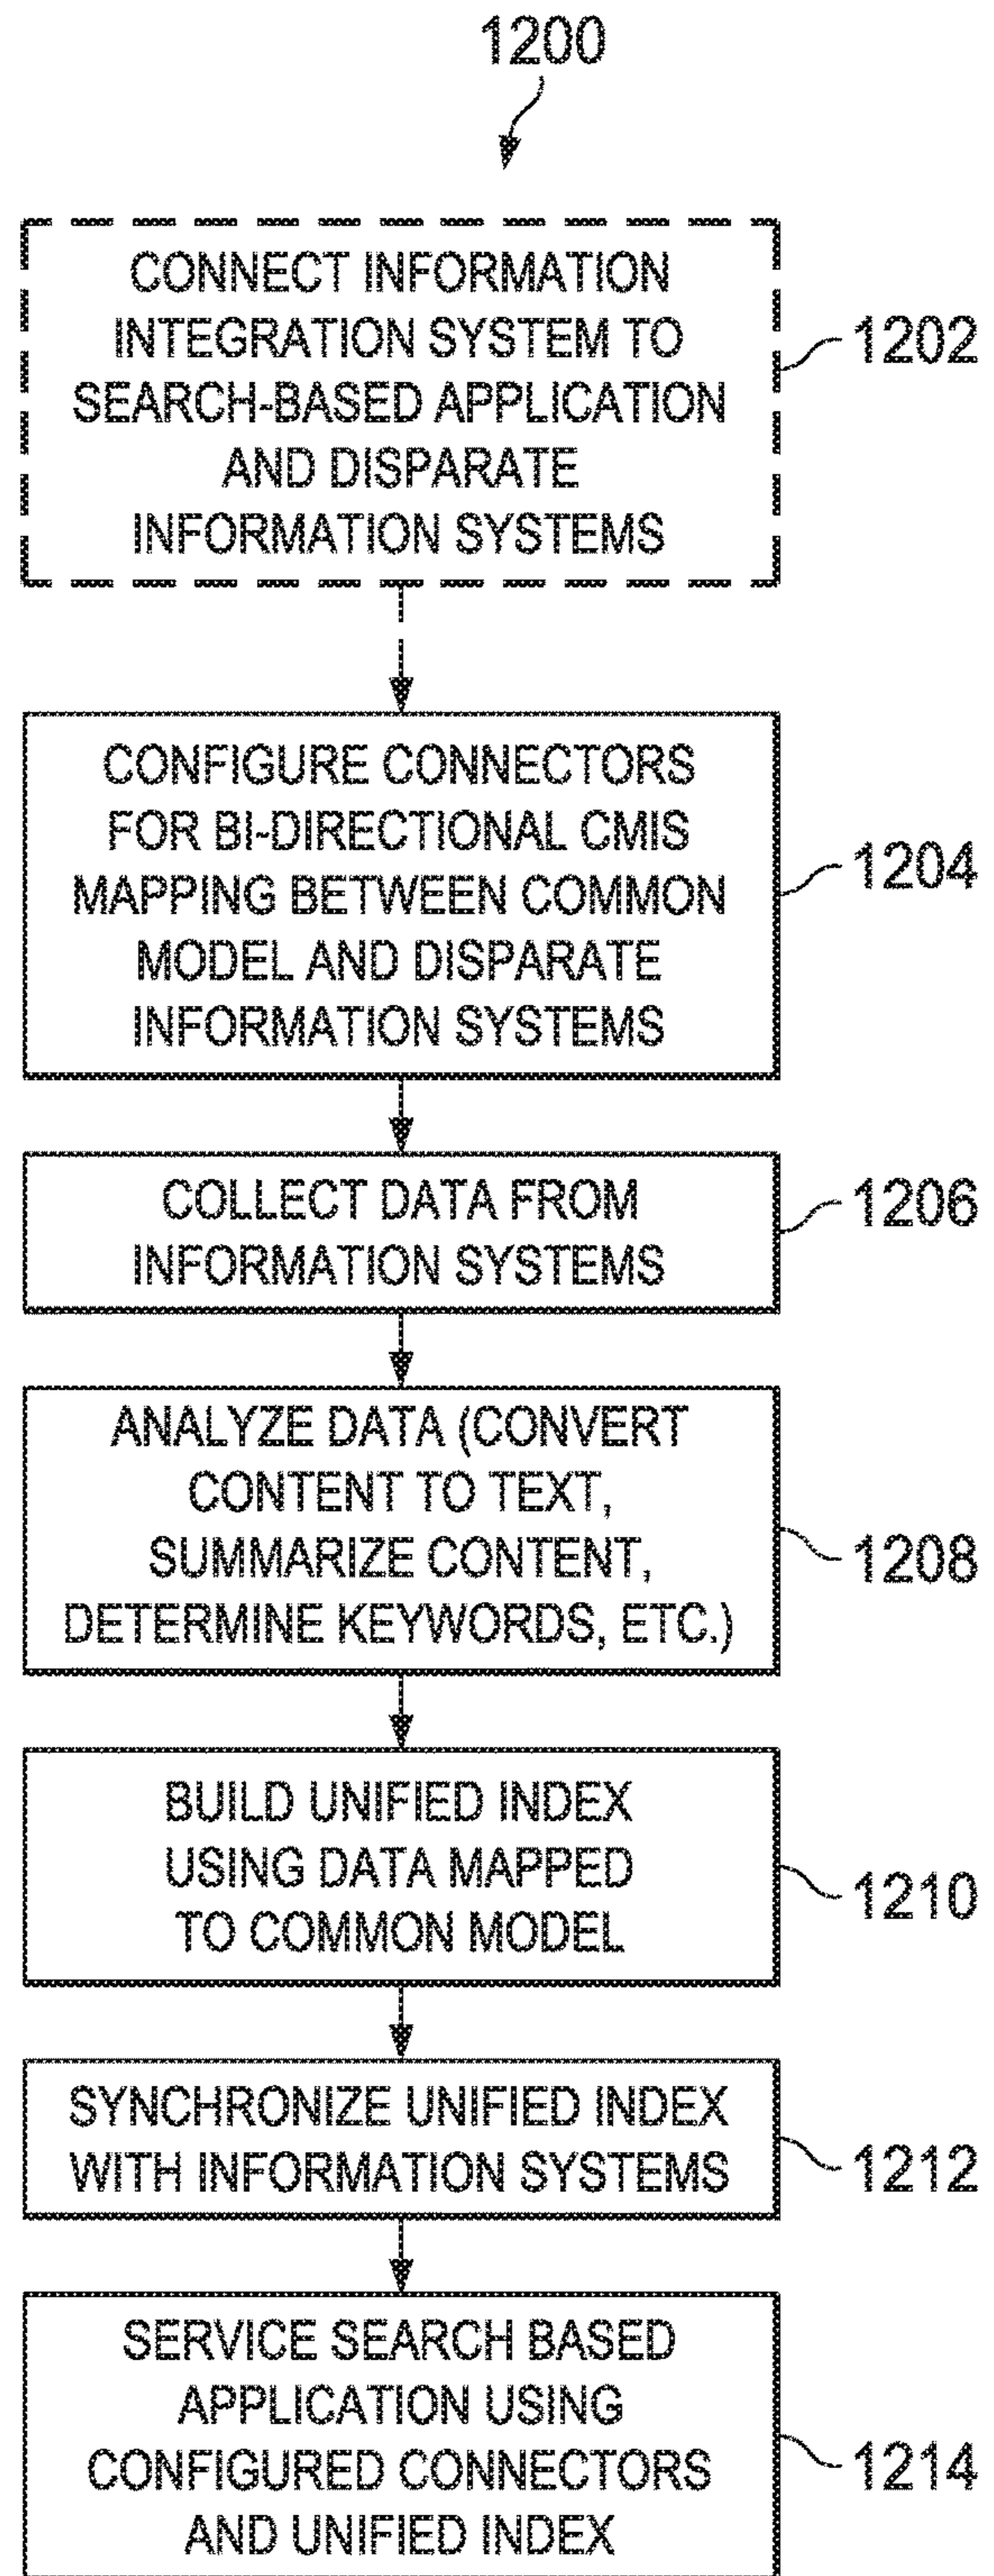 1200
CONNECT INFORMATION
INTEGRATION SYSTEM TO
SEARCH-BASED APPLICATION
AND DISPARATE
INFORMATION SYSTEMS
1202
CONFIGURE CONNECTORS
FOR BI-DIRECTIONAL CMIS
MAPPING BETWEEN COMMON
MODEL AND DISPARATE
INFORMATION SYSTEMS
1204
COLLECT DATA FROM
INFORMATION SYSTEMS
1206
ANALYZE DATA (CONVERT
CONTENT TO TEXT,
SUMMARIZE CONTENT,
DETERMINE KEYWORDS, ETC.)
1208
BUILD UNIFIED INDEX
USING DATA MAPPED
TO COMMON MODEL
1210
SYNCHRONIZE UNIFIED INDEX
WITH INFORMATION SYSTEMS
1212
SERVICE SEARCH BASED
APPLICATION USING
CONFIGURED CONNECTORS
AND UNIFIED INDEX
1214